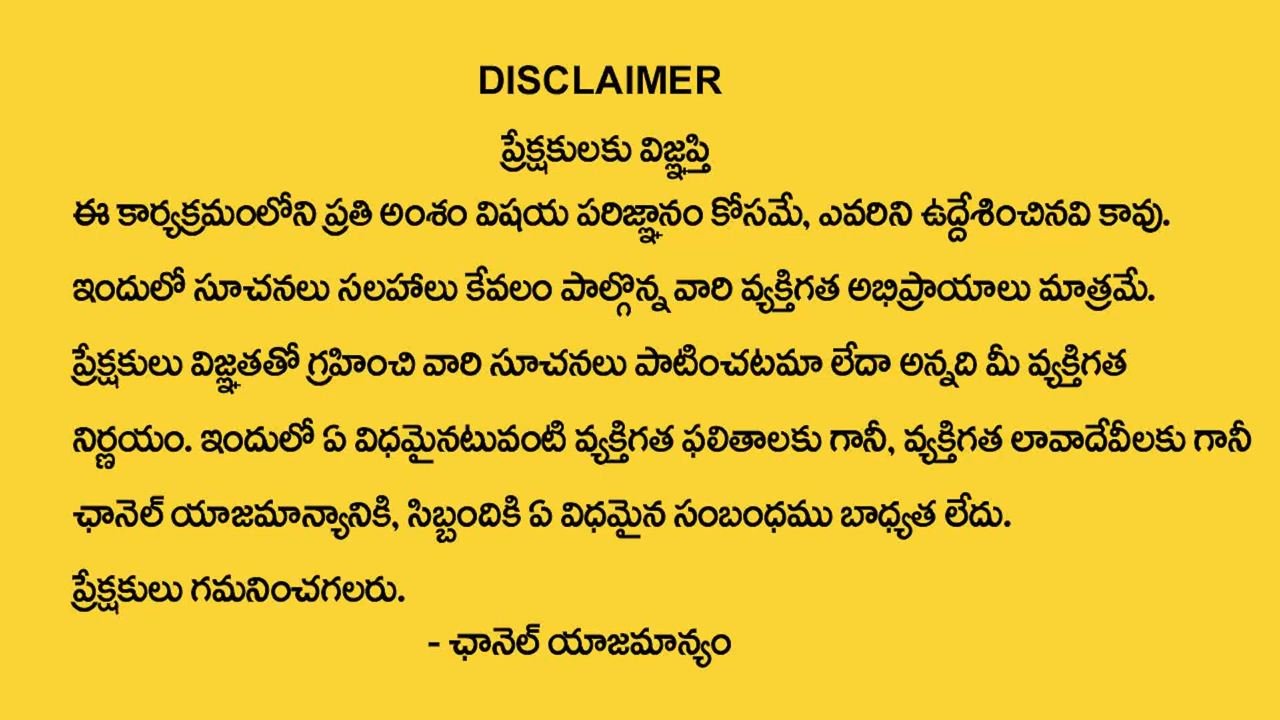 DISCLAIMER
ప్రేక్షకులకు విజ్ఞప్తి
ఈ కార్యక్రమంలోని ప్రతి అంశం విషయ పరిజ్ఞానం కోసమే, ఎవరిని ఉద్దేశించినవి కావు.
ఇందులో సూచనలు సలహాలు కేవలం పాల్గొన్న వారి వ్యక్తిగత అభిప్రాయాలు మాత్రమే.
ప్రేక్షకులు విజ్ఞతతో గ్రహించి వారి సూచనలు పాటించటమా లేదా అన్నది మీ వ్యక్తిగత
నిర్ణయం. ఇందులో ఏ విధమైనటువంటి వ్యక్తిగత ఫలితాలకు గానీ, వ్యక్తిగత లావాదేవీలకు గానీ
ఛానెల్ యాజమాన్యానికి, సిబ్బందికి ఏ విధమైన సంబంధము బాధ్యత లేదు.
ప్రేక్షకులు గమనించగలరు.
- ఛానెల్ యాజమాన్యం